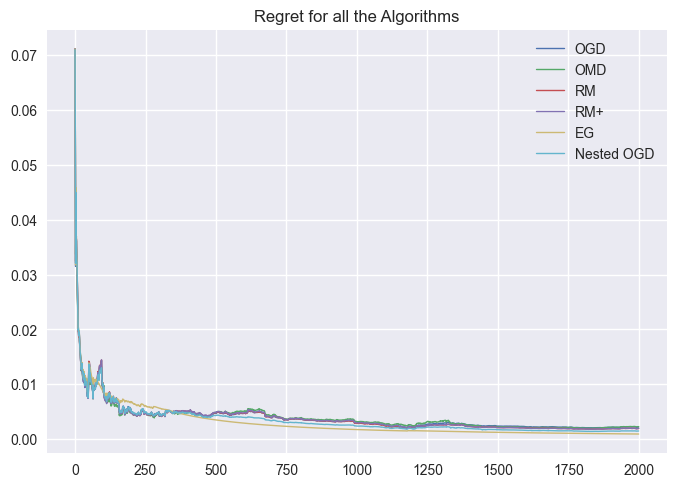 Regret for all the Algorithms
OGD
OMD
RM
RM+
EG
Nested OGD
0.07
0.06
0.05
0.04
0.03
0.02
0.01
0.00
0 250 500 750 1000 1250 1500 1750 2000